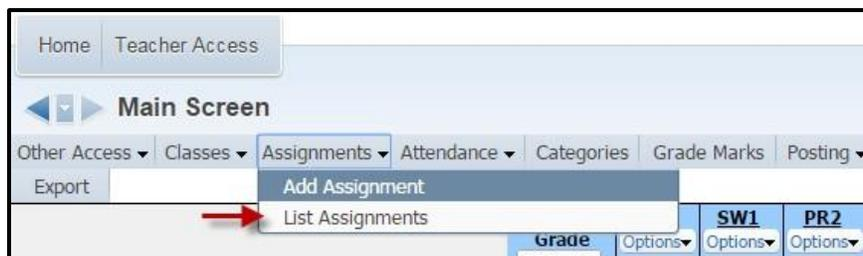 Home Teacher Access
Main Screen
Other Access Classes Assignments Attendance Categories Grade Marks Posting
Export Add Assignment
List Assignments
SW1 PR2
Grade Options Options Options